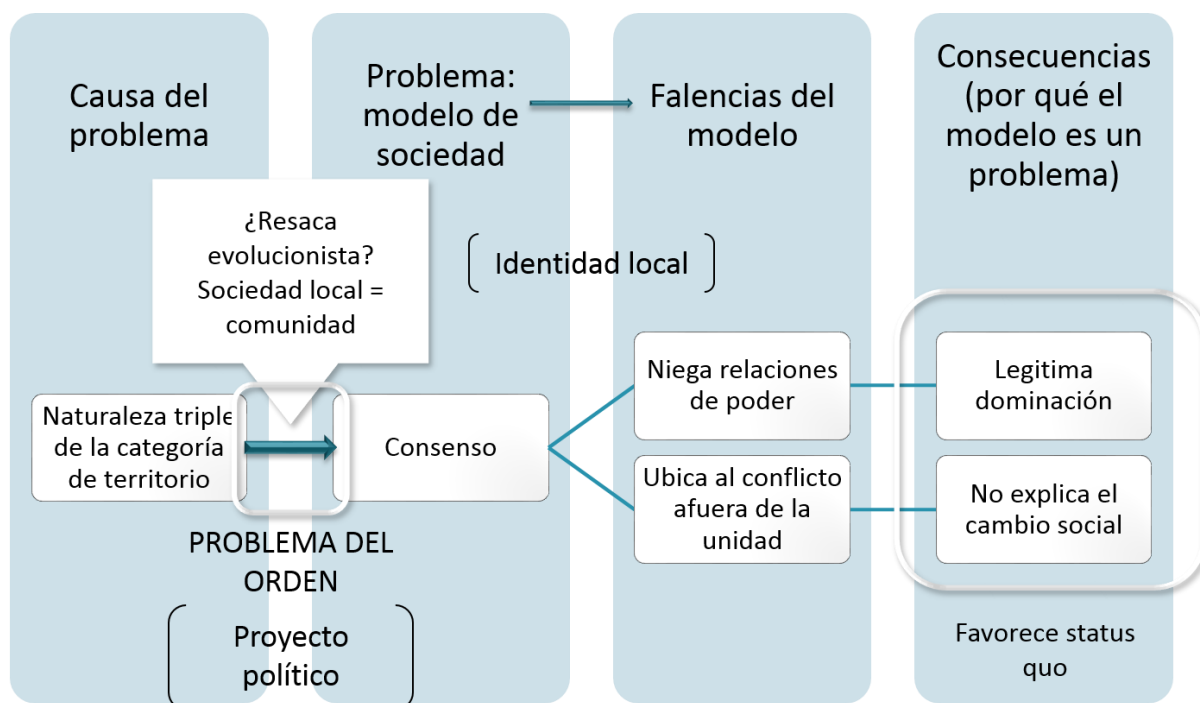 Causa del
problema
Problema:
modelo de
sociedad
Falencias del
modelo
Consecuencias
(por qué el
modelo es un
problema)
¿Resaca
evolucionista?
Sociedad local =
comunidad
Identidad local
Naturaleza triple
de la categoría
de territorio
Consenso
Niega relaciones
de poder
Legitima
dominación
Ubica al conflicto
afuera de la
unidad
No explica el
cambio social
PROBLEMA DEL
ORDEN
Proyecto
político
Favorece status
quo